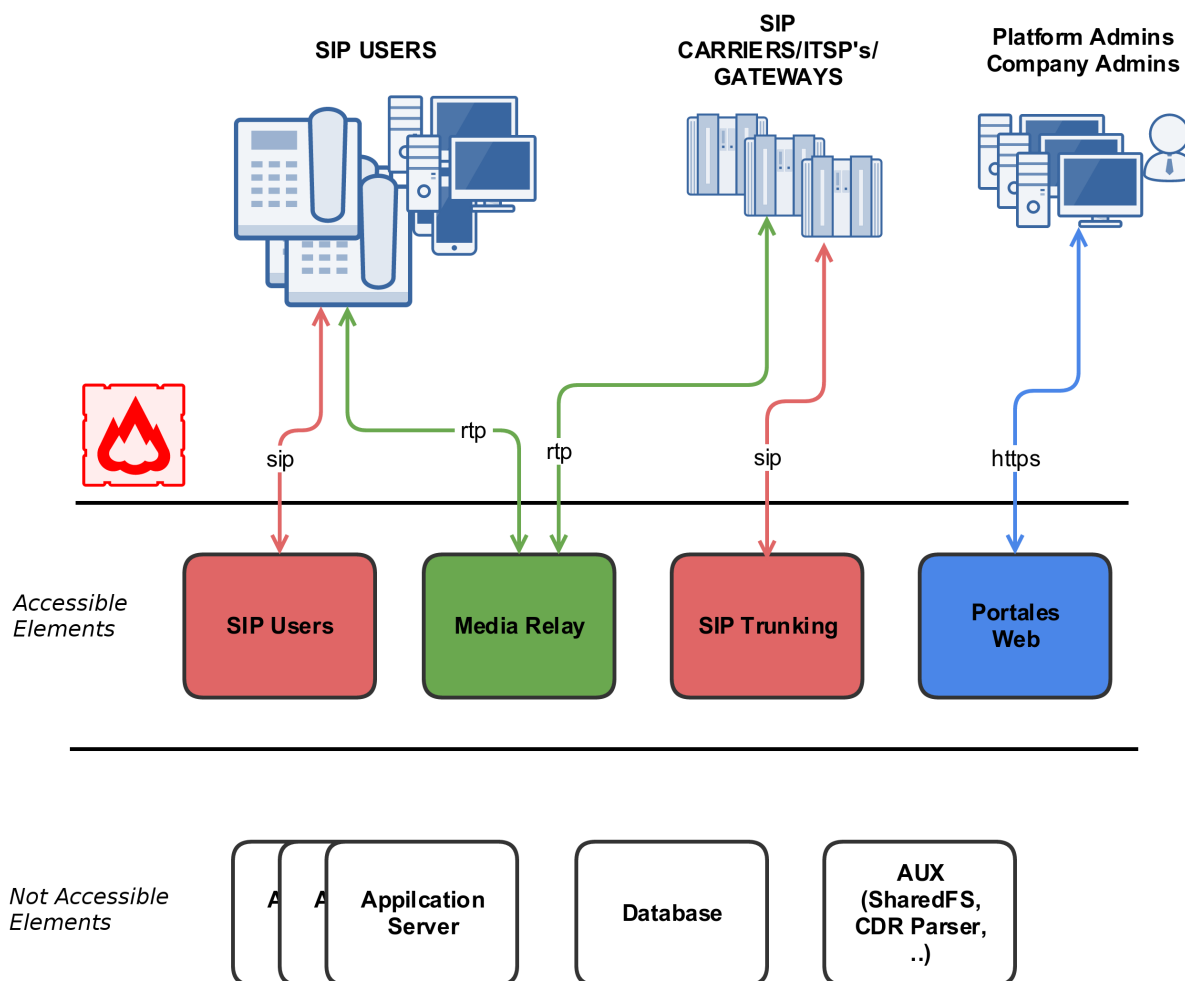 SIP USERS
SIP
CARRIERS/ITSP's/
GATEWAYS
Platform Admins
Company Admins
rtp
rtp
sip
sip
https
Accessible
Elements
SIP Users
Media Relay
SIP Trunking
Portales
Web
Not Accessible
Elements
A
A
Appilcation
Server
Database
AUX
(SharedFS,
CDR Parser,
..)